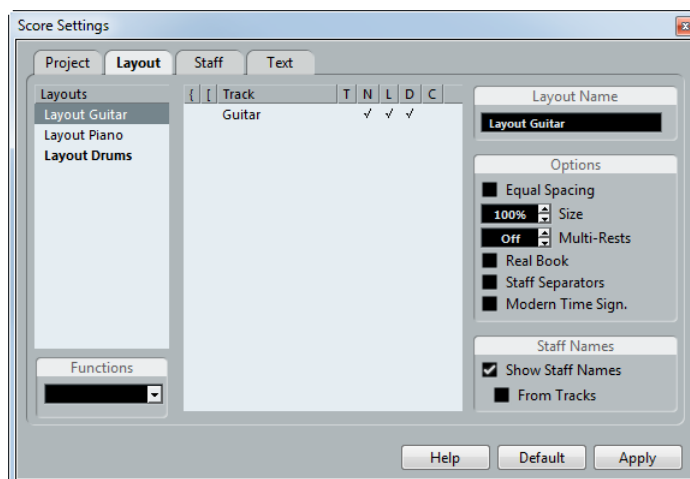 Score Settings
Project Layout Staff Text
Layouts
Layout Guitar
Layout Piano
Layout Drums
{ [ Track T N L D C
Guitar √ √ √
Layout Name
Layout Guitar
Options
Equal Spacing
100% Size
Off Multi-Rests
Real Book
Staff Separators
Modern Time Sign.
Staff Names
Show Staff Names
From Tracks
Functions
Help Default Apply